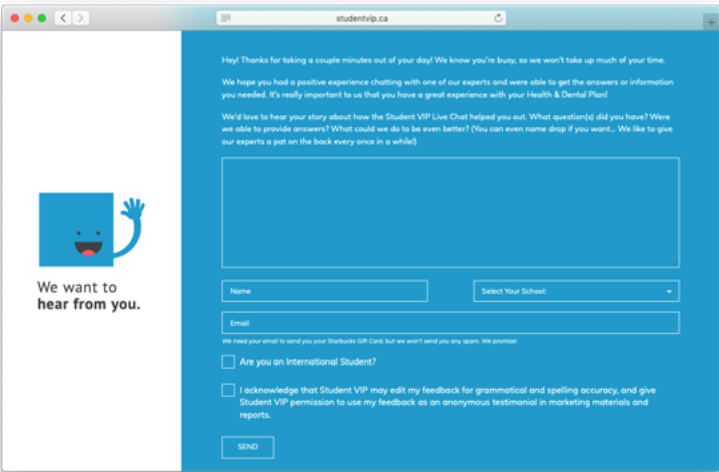 studentvip.ca
Hey! Thanks for taking a couple minutes out of your day! We know you're busy, so we won't take up much of your time.
We hope you had a positive experience chatting with one of our experts and were able to get the answers or information
you needed. It's really important to us that you have a great experience with your Health & Dental Plan!
We'd love to hear your story about how the Student VIP Live Chat helped you out. What question(s) did you have? Were
we able to provide answers? What could we do to be even better? (You can even name drop if you want... We like to give
our experts a pat on the back every once in a while!)
We want to
hear from you.
Name
Select Your School:
Email
We need your email to send you your Starbucks Gift Card, but we won't send you any spam. We promise!
Are you an International Student?
I acknowledge that Student VIP may edit my feedback for grammatical and spelling accuracy, and give
Student VIP permission to use my feedback as an anonymous testimonial in marketing materials and
reports.
SEND